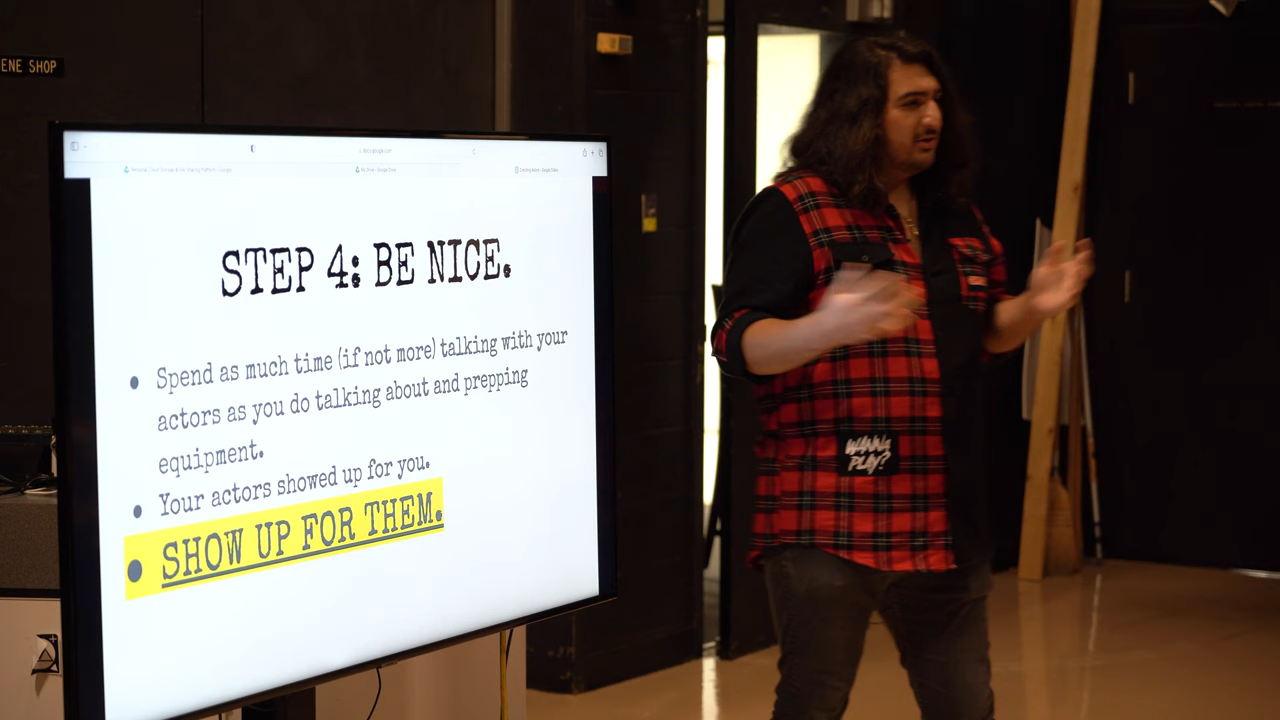 ENE SHOP
STEP 4: BE NICE.
Spend as much time (if not more) talking with your
actors as you do talking about and prepping
equipment.
Your actors showed up for you.
SHOW UP FOR THEM.
WANNA
PLAY?